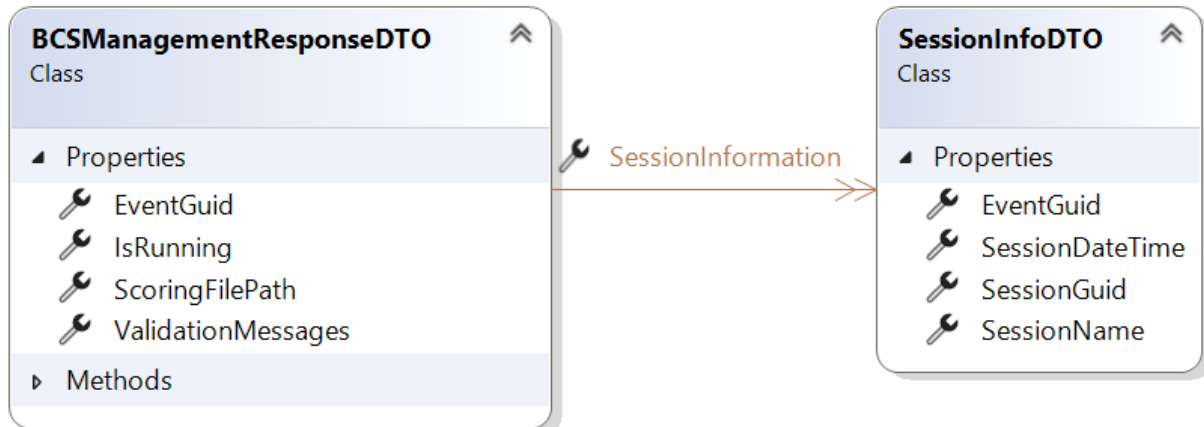 BCSManagementResponseDTO
Class
Properties
EventGuid
IsRunning
ScoringFilePath
ValidationMessages
Methods
SessionInformation
SessionInfoDTO
Class
Properties
EventGuid
SessionDateTime
SessionGuid
SessionName